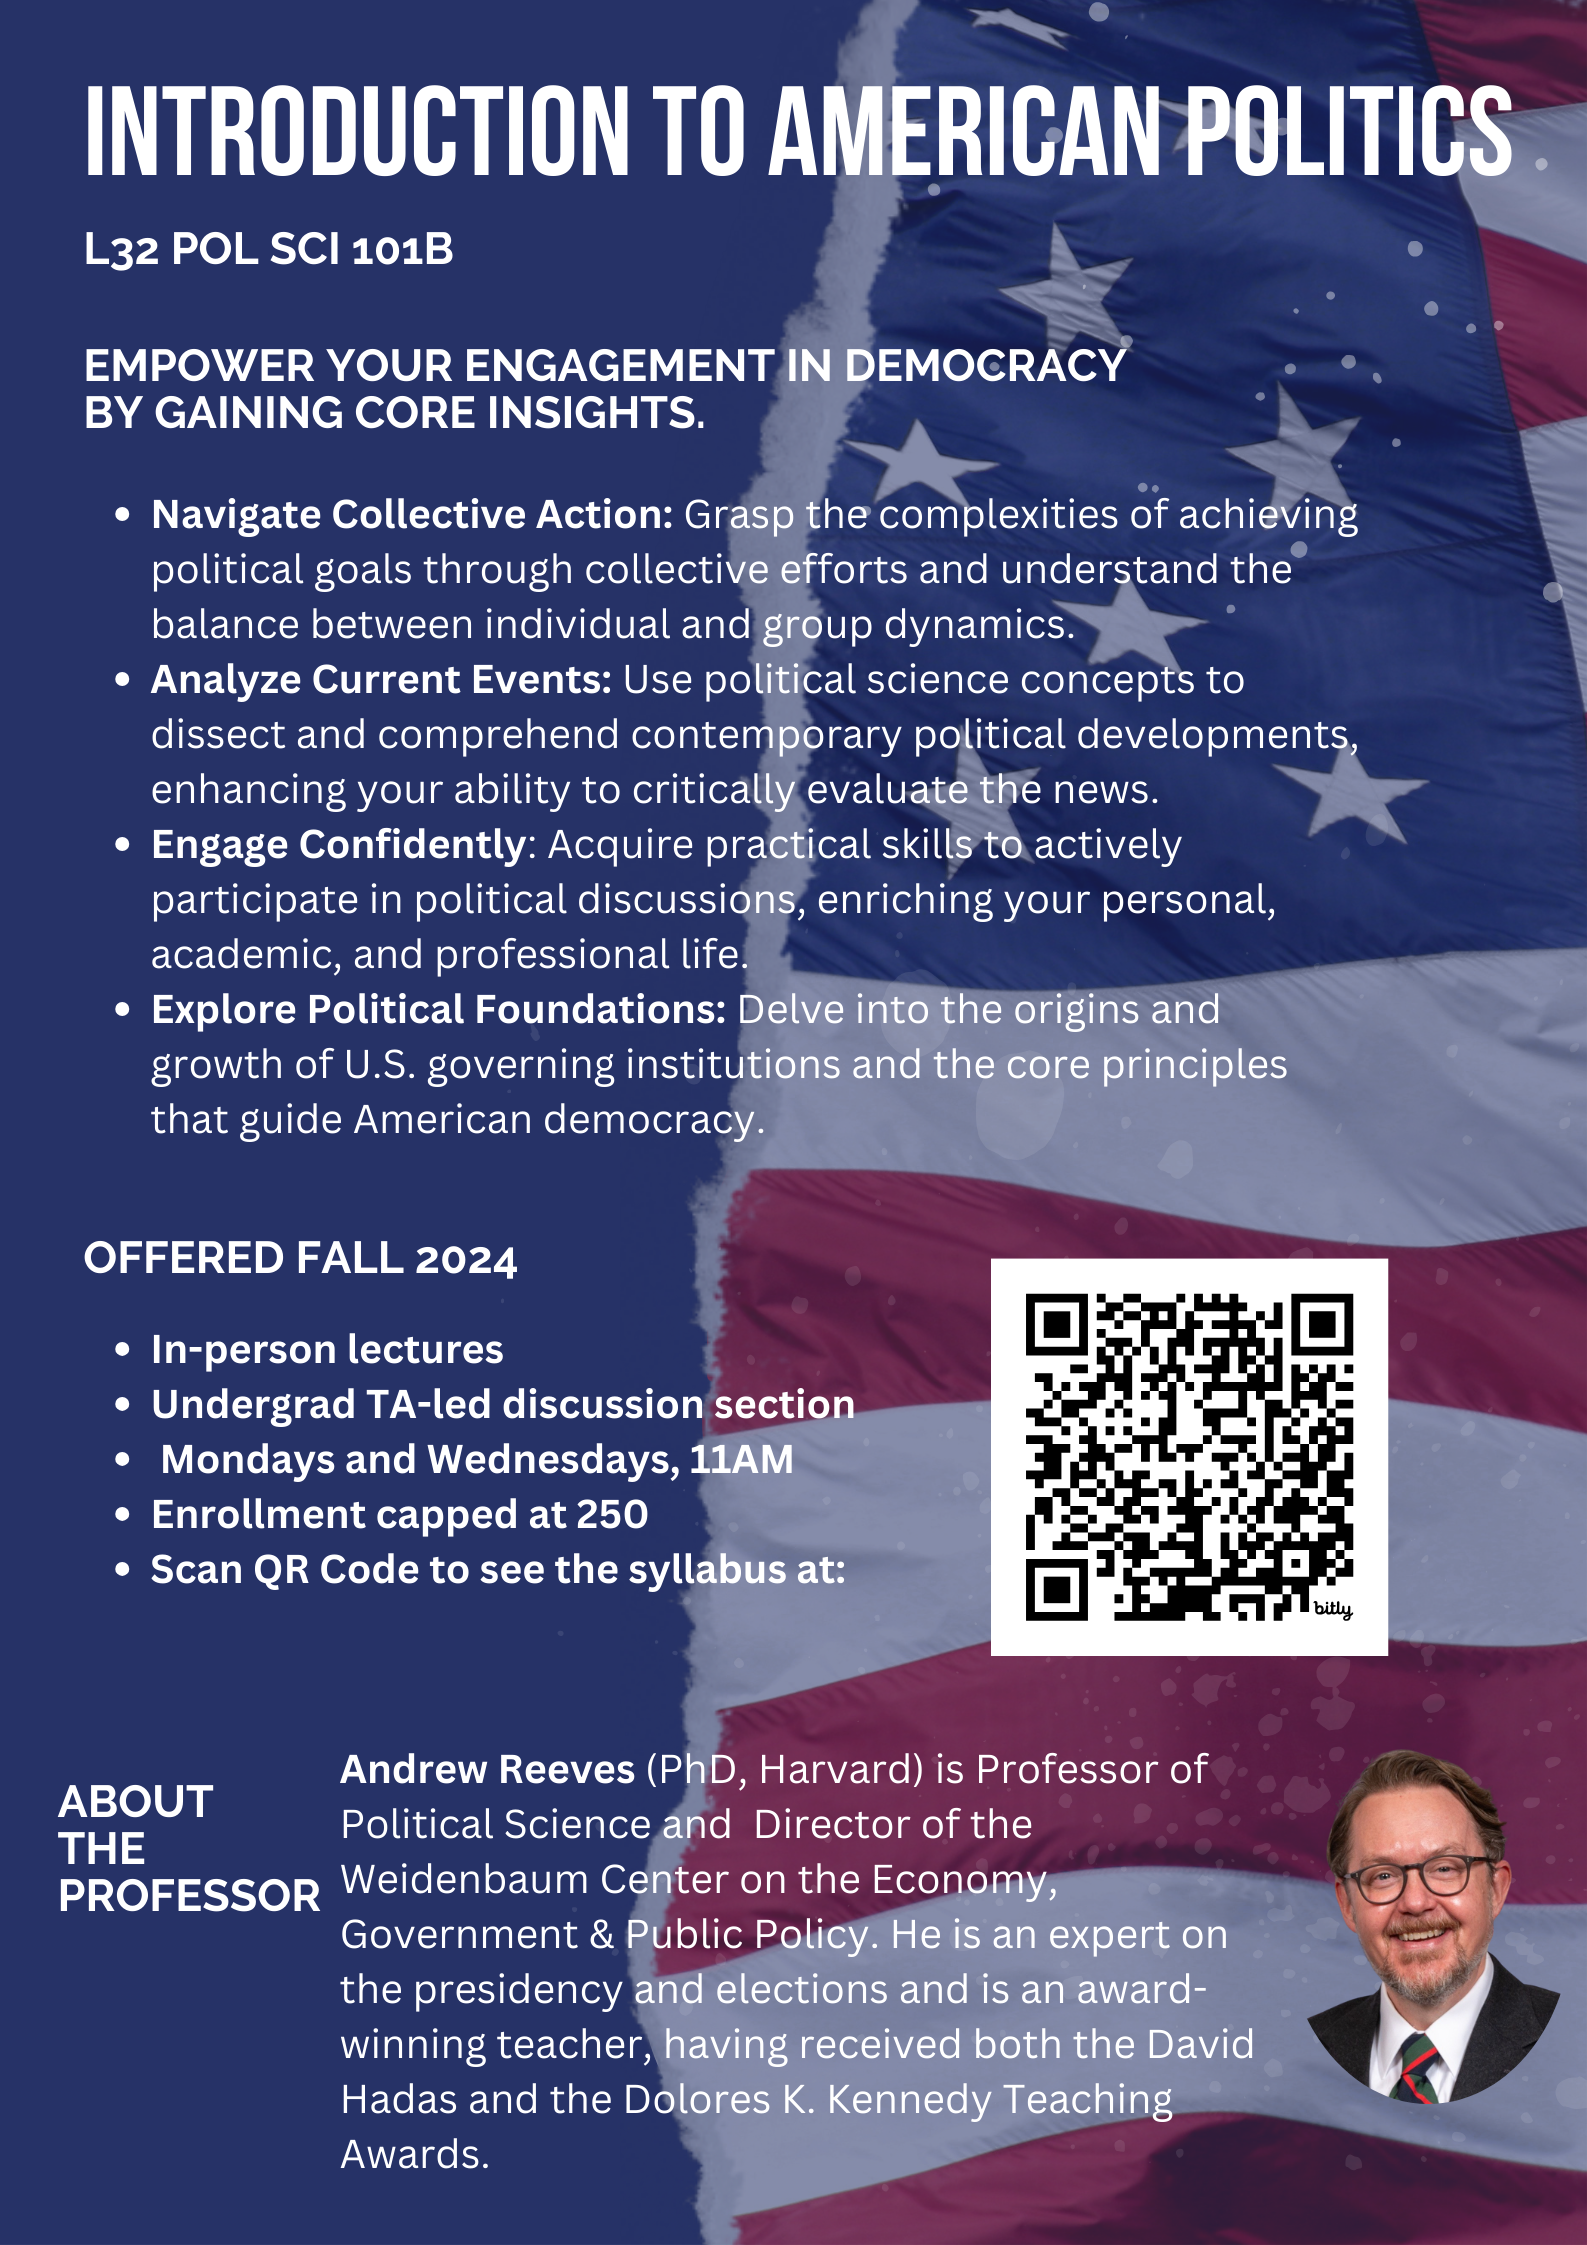 INTRODUCTION TO AMERICAN POLITICS
L32 POL SCI 101B
EMPOWER YOUR ENGAGEMENT IN DEMOCRACY
BY GAINING CORE INSIGHTS.
• Navigate Collective Action: Grasp the complexities of achieving
political goals through collective efforts and understand the
balance between individual and group dynamics.
• Analyze Current Events: Use political science concepts to
dissect and comprehend contemporary political developments,
enhancing your ability to critically evaluate the news.
• Engage Confidently: Acquire practical skills to actively
participate in political discussions, enriching your personal,
academic, and professional life.
• Explore Political Foundations: Delve into the origins and
growth of U.S. governing institutions and the core principles
that guide American democracy.
OFFERED FALL 2024
• In-person lectures
• Undergrad TA-led discussion section
• Mondays and Wednesdays, 11AM
• Enrollment capped at 250
• Scan QR Code to see the syllabus at:
bitly
ABOUT
THE
PROFESSOR
Andrew Reeves (PhD, Harvard) is Professor of
Political Science and Director of the
Weidenbaum Center on the Economy,
Government & Public Policy. He is an expert on
the presidency and elections and is an award-
winning teacher, having received both the David
Hadas and the Dolores K. Kennedy Teaching
Awards.